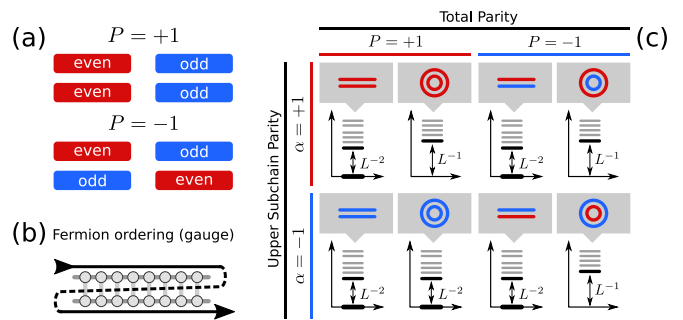 (a)
P = +1
even odd
even odd
P = −1
even odd
odd even
(b) Fermion ordering (gauge)
Total Parity
(c)
P = +1 P = −1
Upper Subchain Parity
α = +1
L⁻² L⁻¹ L⁻² L⁻¹
α = −1
L⁻² L⁻² L⁻² L⁻¹